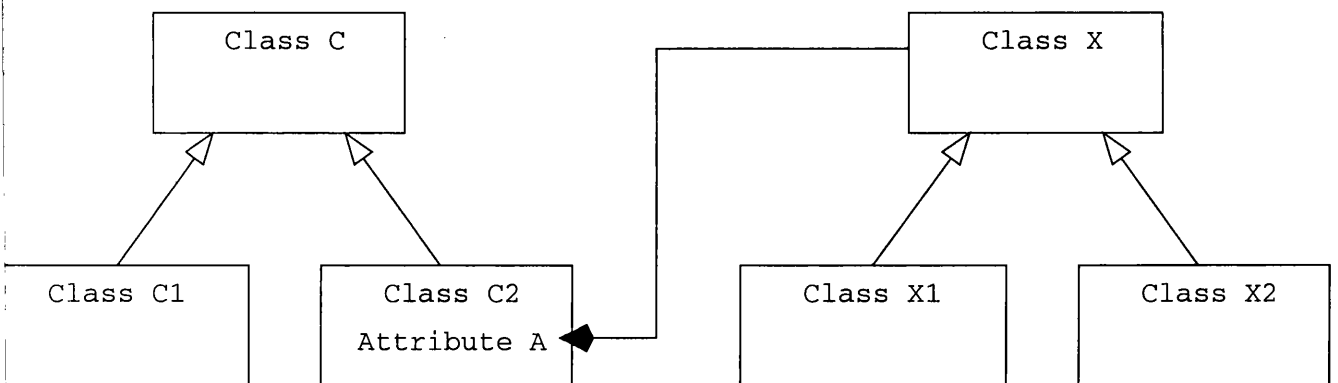 Class C
Class X
Class C1
Class C2
Attribute A
Class X1
Class X2